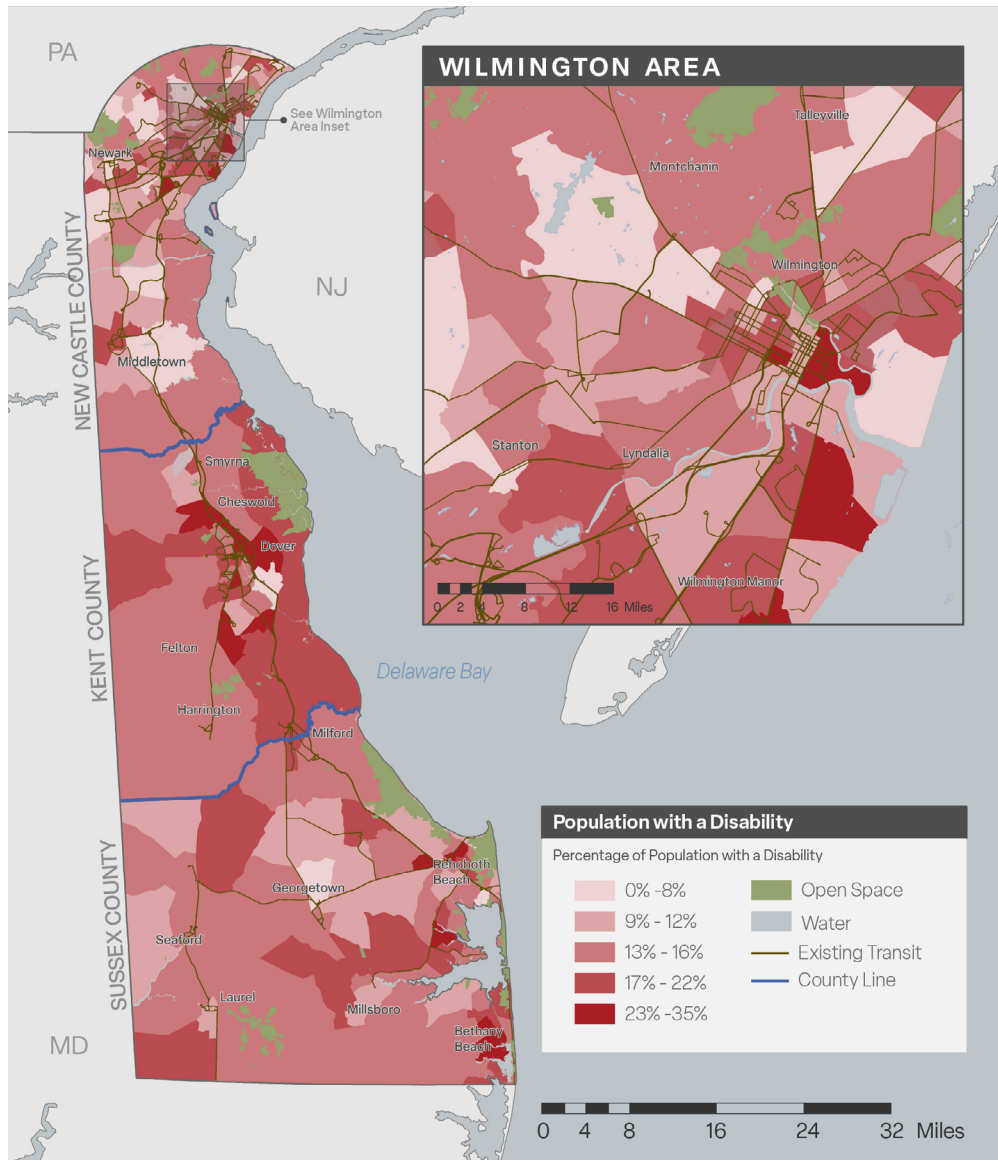 PA
WILMINGTON AREA
See Wilmington
Area Inset
Newark
NEW CASTLE COUNTY
NJ
Middletown
Smyrna
Cheswold
Dover
KENT COUNTY
Felton
Harrington
Milford
Delaware Bay
SUSSEX COUNTY
Georgetown
Rehoboth
Beach
Seaford
Laurel
Millsboro
Bethany
Beach
MD
Talleyville
Montchanin
Wilmington
Stanton
Lyndalia
Wilmington Manor
0 2 4 8 12 16 Miles
Population with a Disability
Percentage of Population with a Disability
0% -8%
9% - 12%
13% - 16%
17% - 22%
23% -35%
Open Space
Water
Existing Transit
County Line
0 4 8 16 24 32 Miles